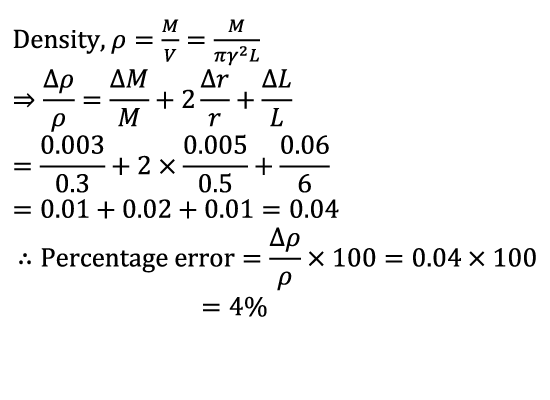 Density, ρ = M/V = M/πγ²L
⇒ Δρ/ρ = ΔM/M + 2 Δr/r + ΔL/L
= 0.003/0.3 + 2 × 0.005/0.5 + 0.06/6
= 0.01 + 0.02 + 0.01 = 0.04
∴ Percentage error = Δρ/ρ × 100 = 0.04 × 100
= 4%